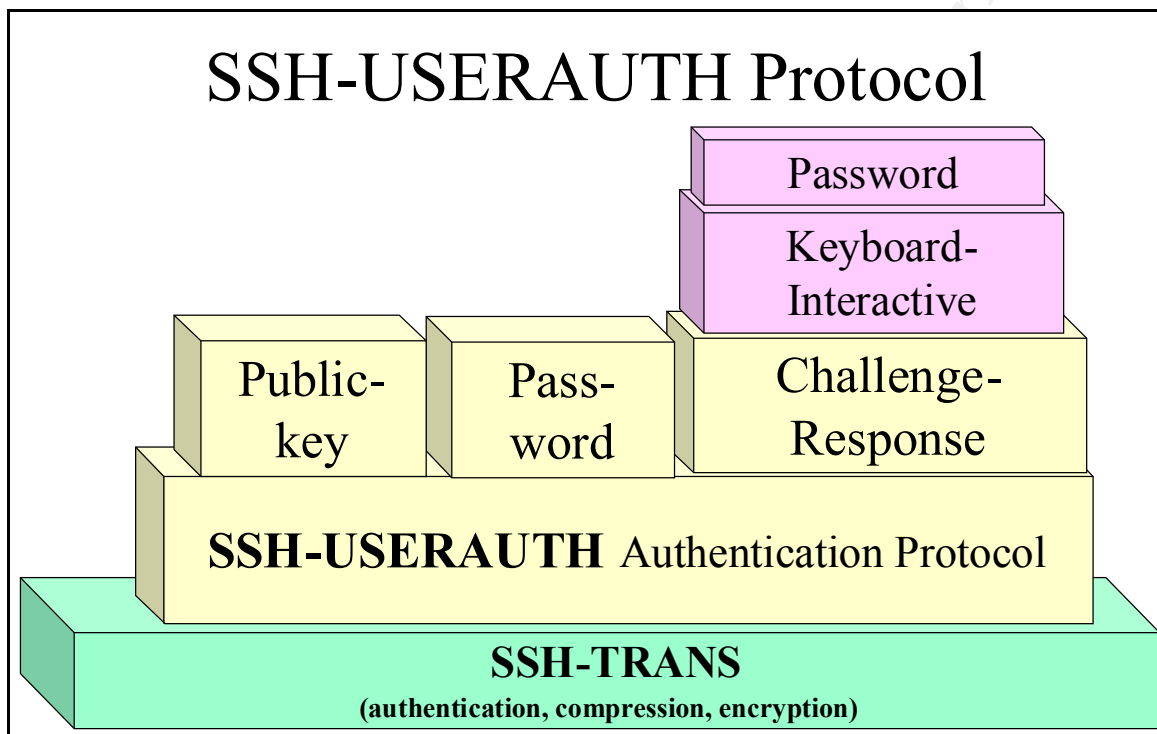 SSH-USERAUTH Protocol
Password
Keyboard-
Interactive
Public-
key
Pass-
word
Challenge-
Response
SSH-USERAUTH Authentication Protocol
SSH-TRANS
(authentication, compression, encryption)